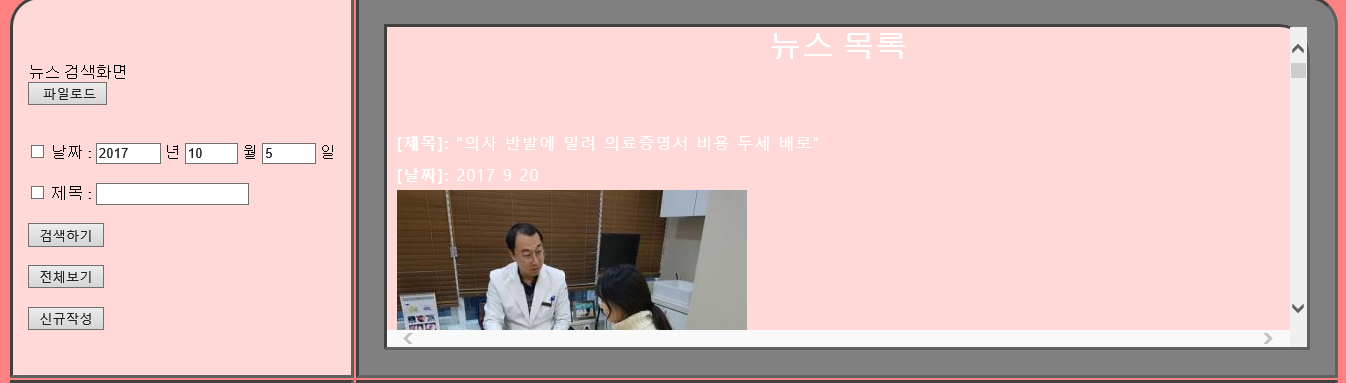 뉴스 검색화면
파일로드
날짜 : 2017 년 10 월 5 일
제목 :
검색하기
전체보기
신규작성
뉴스 목록
[제목]: "의사 반발에 밀려 의료증명서 비용 두세 배로"
[날짜]: 2017 9 20